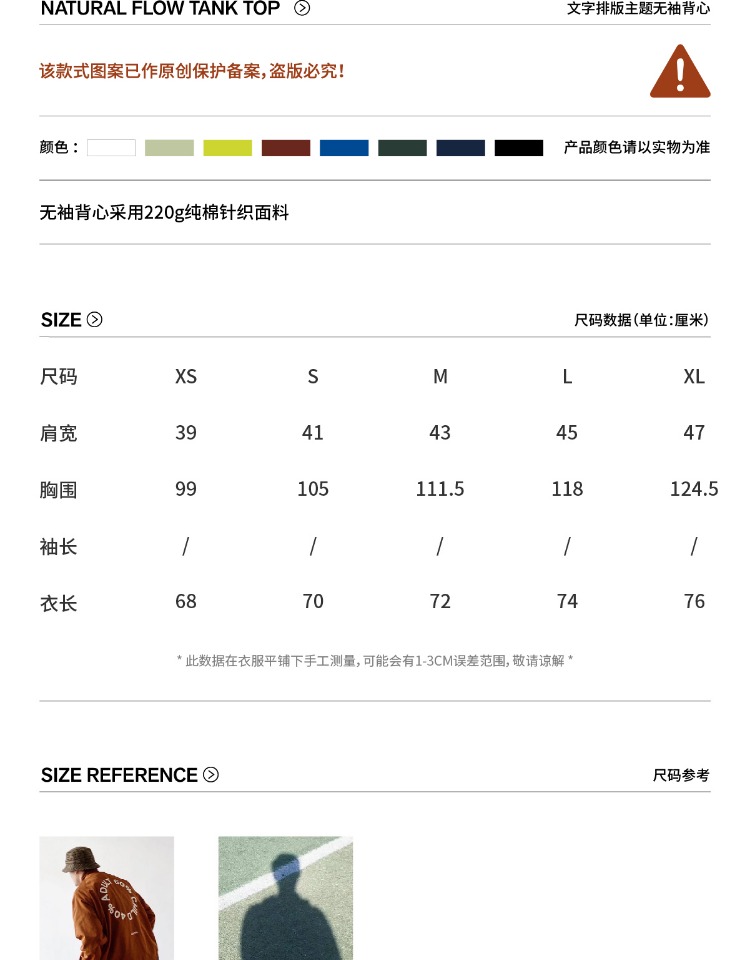 NATURAL FLOW TANK TOP 文字排版主题无袖背心
该款式图案已作原创保护备案，盗版必究！
颜色： 产品颜色请以实物为准
无袖背心采用220g纯棉针织面料
SIZE 尺码数据（单位：厘米）
尺码 XS S M L XL
肩宽 39 41 43 45 47
胸围 99 105 111.5 118 124.5
袖长 / / / / /
衣长 68 70 72 74 76
* 此数据在衣服平铺下手工测量，可能会有1-3CM误差范围，敬请谅解 *
SIZE REFERENCE 尺码参考